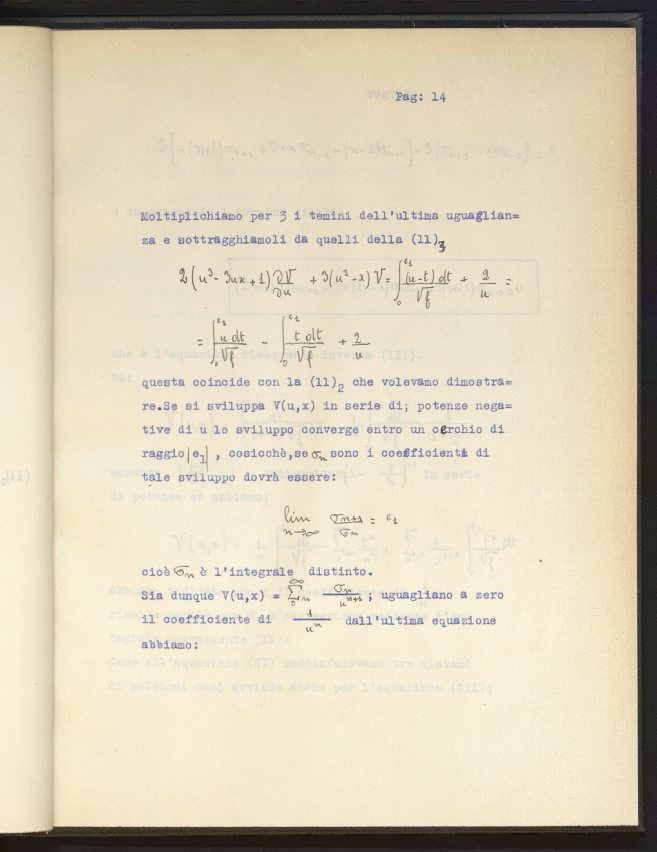 Pag: 14
Moltiplichiamo per 3 i temini dell'ultima uguaglian=
za e sottragghiamoli da quelli della (11)₃
2(u³ - 3ux + 1) ∂V/∂u + 3(u² - x) V = ∫₀^e₁ (u-t) dt/√f + 2/u =
= ∫₀^e₁ u dt/√f - ∫₀^e₁ t dt/√f + 2/u
questa coincide con la (11)₂ che volevamo dimostra=
re.Se si sviluppa V(u,x) in serie di; potenze nega=
tive di u lo sviluppo converge entro un cerchio di
raggio|e₁| , cosicchè,se σₙ sono i coefficienti di
tale sviluppo dovrà essere:
lim n→∞ σₙ₊₁/σₙ = e₁
cioè σₙ è l'integrale distinto.
Sia dunque V(u,x) = ∑₀^∞ₙ σₙ/uⁿ⁺¹ ; uguagliano a zero
il coefficiente di 1/uⁿ dall'ultima equazione
abbiamo: